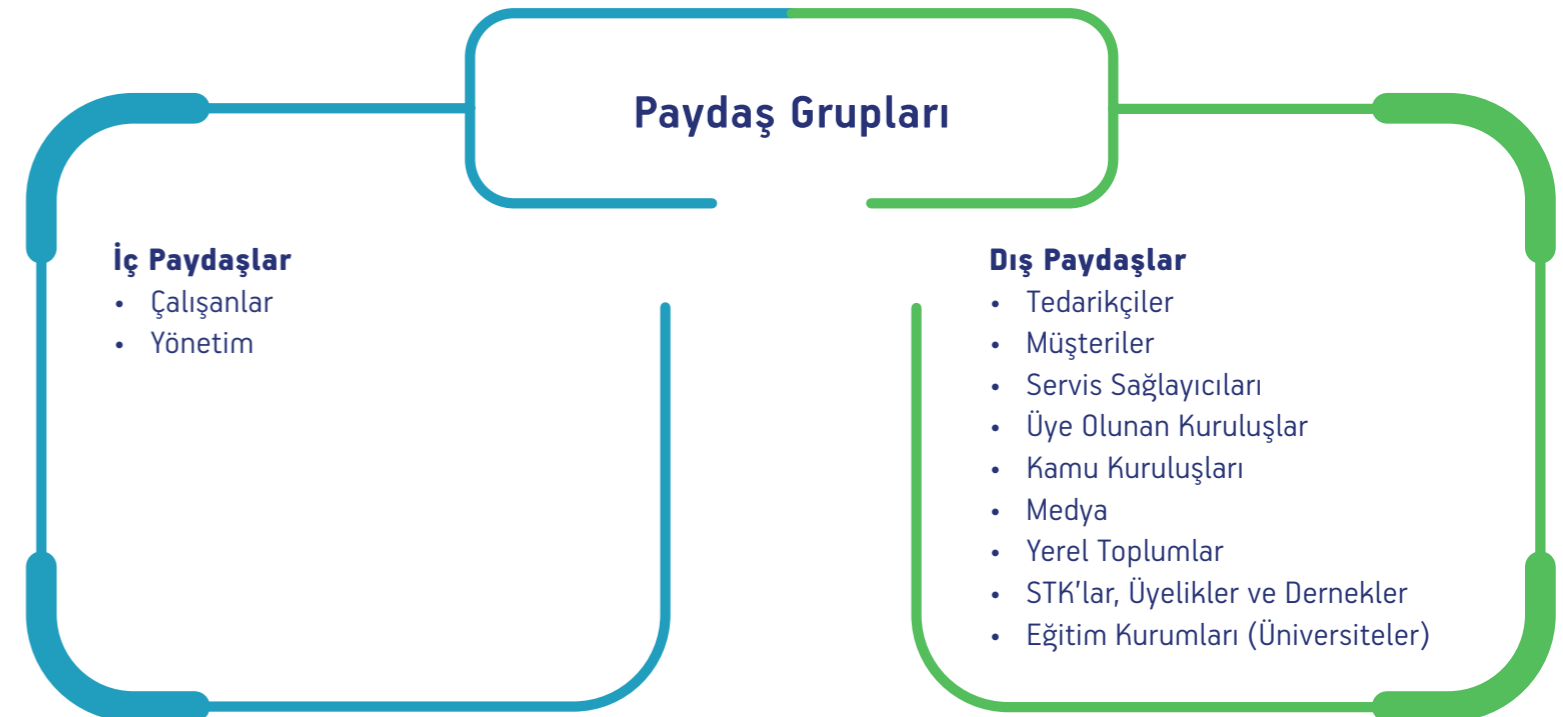 Paydaş Grupları
İç Paydaşlar
• Çalışanlar
• Yönetim
Dış Paydaşlar
• Tedarikçiler
• Müşteriler
• Servis Sağlayıcıları
• Üye Olunan Kuruluşlar
• Kamu Kuruluşları
• Medya
• Yerel Toplumlar
• STK’lar, Üyelikler ve Dernekler
• Eğitim Kurumları (Üniversiteler)